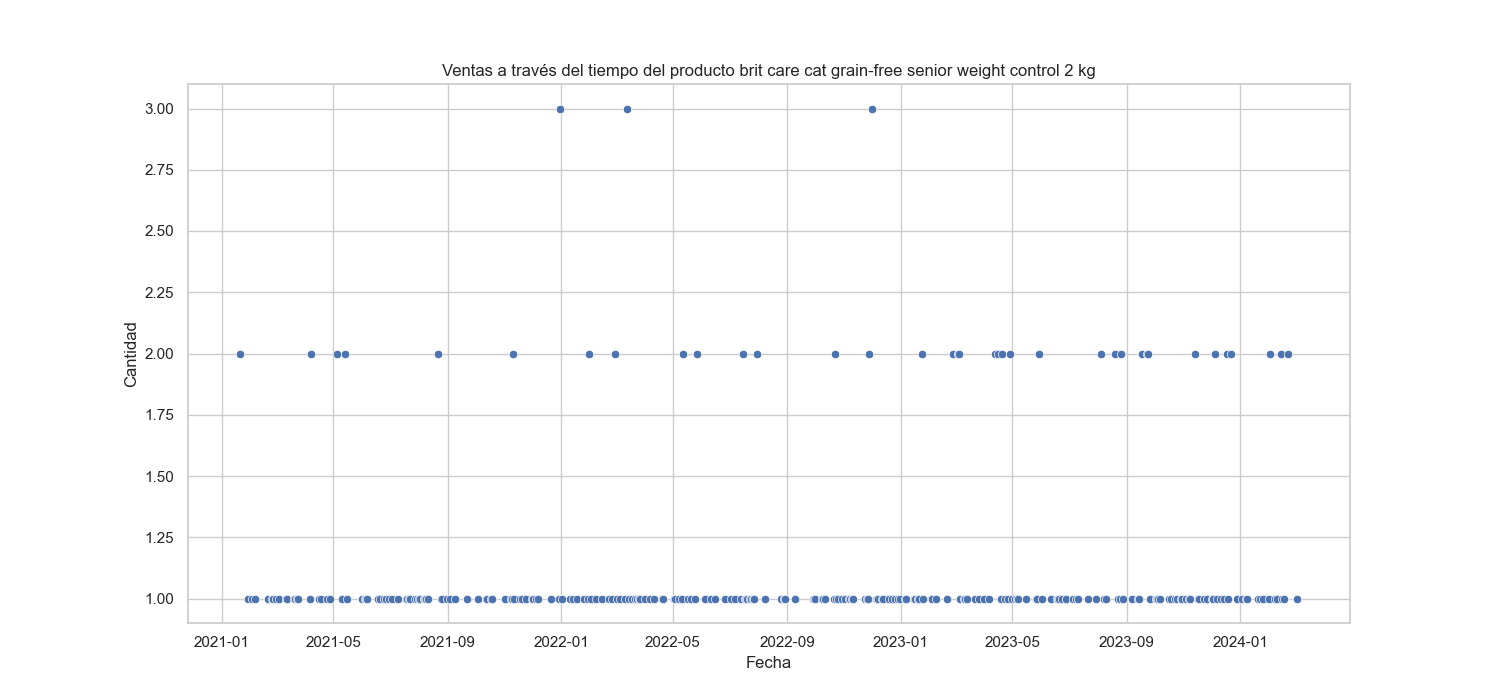 Ventas a través del tiempo del producto brit care cat grain-free senior weight control 2 kg
3.00
2.75
2.50
2.25
2.00
1.75
1.50
1.25
1.00
Cantidad
2021-01 2021-05 2021-09 2022-01 2022-05 2022-09 2023-01 2023-05 2023-09 2024-01
Fecha